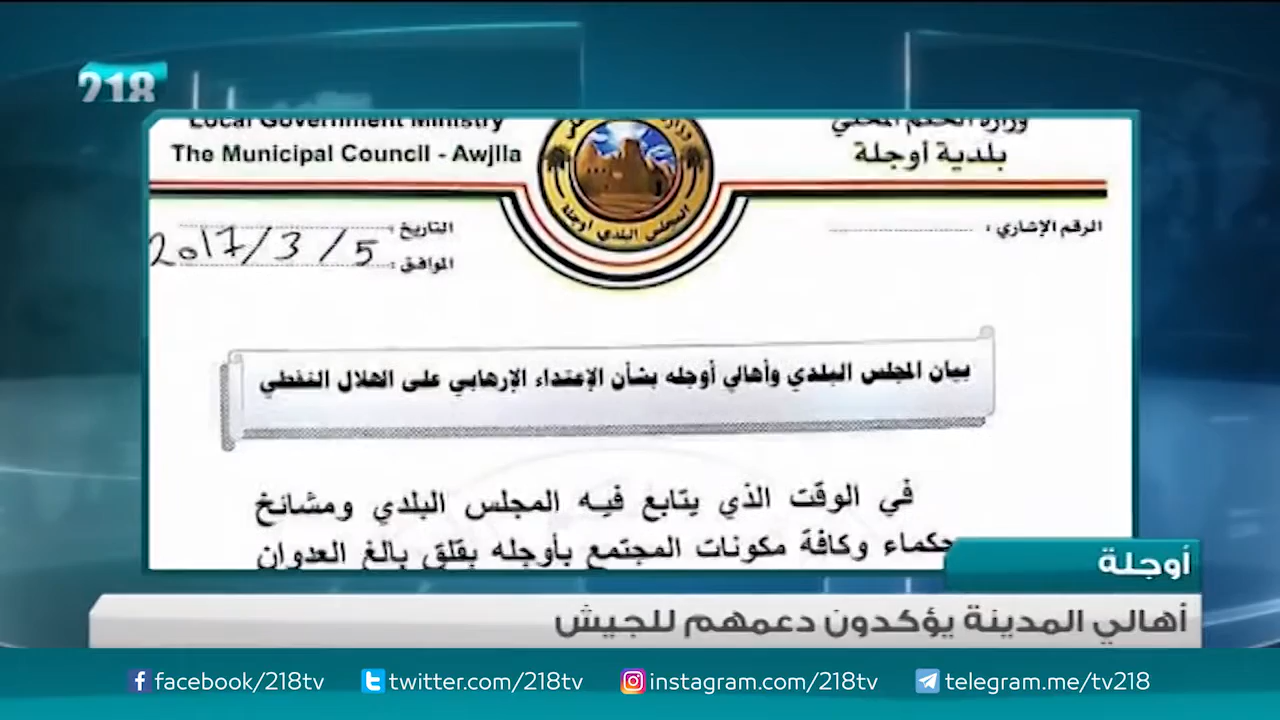 218
Local Government Ministry
The Municipal Council - Awjlla
وزارة الحكم المحلي
بلدية أوجلة
المجلس البلدي أوجلة
الرقم الإشاري :
التاريخ : 2017/3/5
الموافق :
بيان المجلس البلدي وأهالي أوجله بشأن الإعتداء الإرهابي على الهلال النفطي
في الوقت الذي يتابع فيه المجلس البلدي ومشائخ
حكماء وكافة مكونات المجتمع بأوجله بقلق بالغ العدوان
أوجلة
أهالي المدينة يؤكدون دعمهم للجيش
facebook/218tv
twitter.com/218tv
instagram.com/218tv
telegram.me/tv218